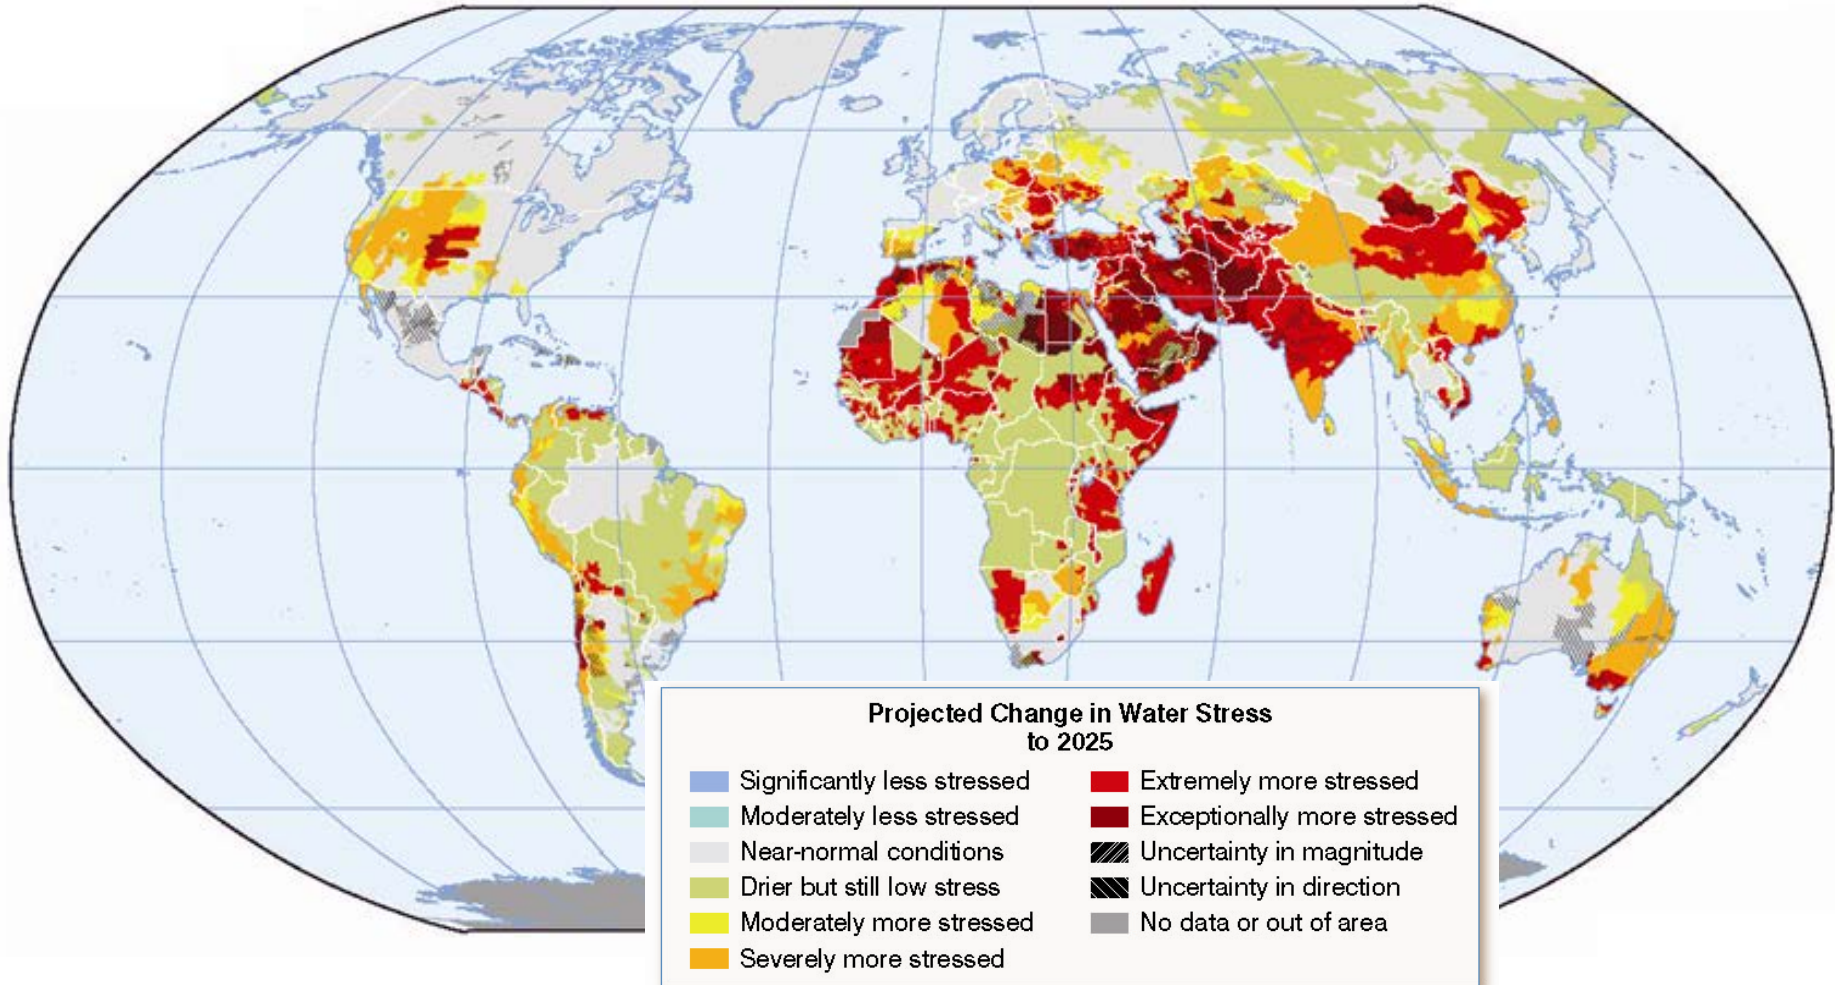 Projected Change in Water Stress
to 2025
Significantly less stressed
Moderately less stressed
Near-normal conditions
Drier but still low stress
Moderately more stressed
Severely more stressed
Extremely more stressed
Exceptionally more stressed
Uncertainty in magnitude
Uncertainty in direction
No data or out of area